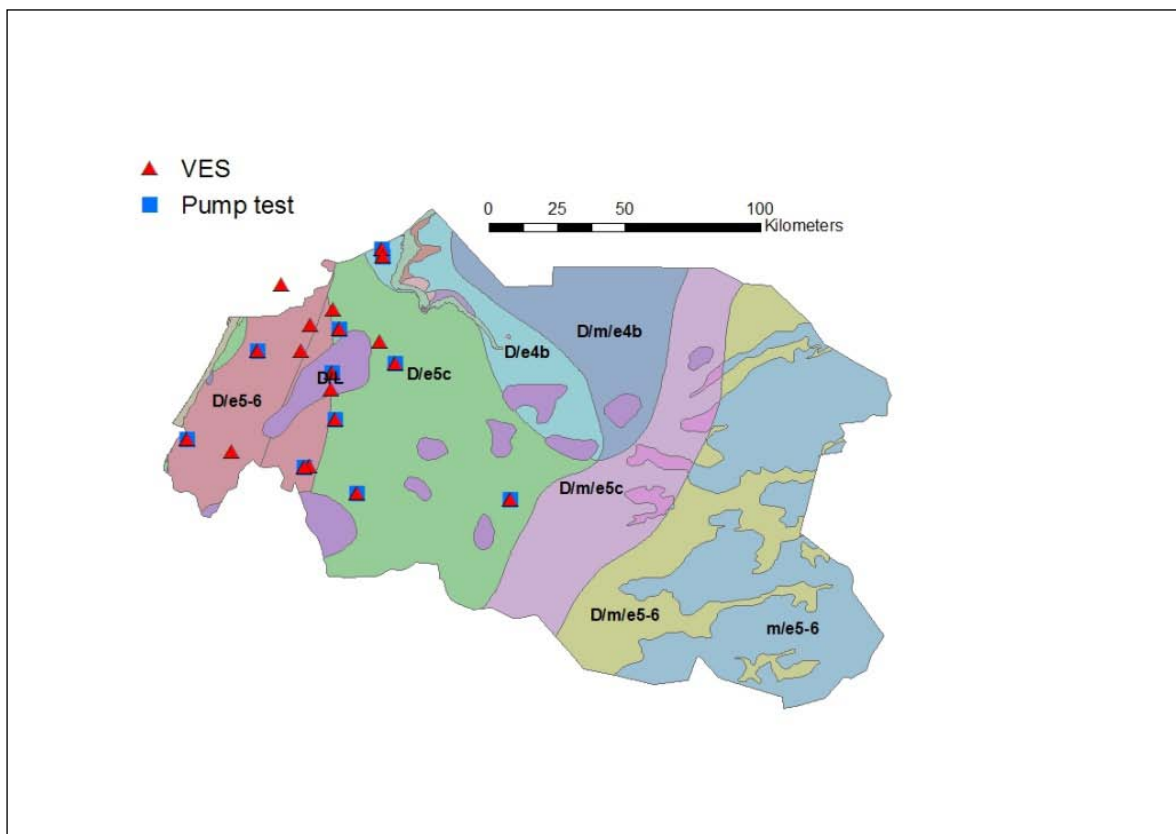 VES
Pump test
0 25 50 100
Kilometers
D/m/e4b
D/e4b
D/L
D/e5c
D/e5-6
D/m/e5c
D/m/e5-6
m/e5-6